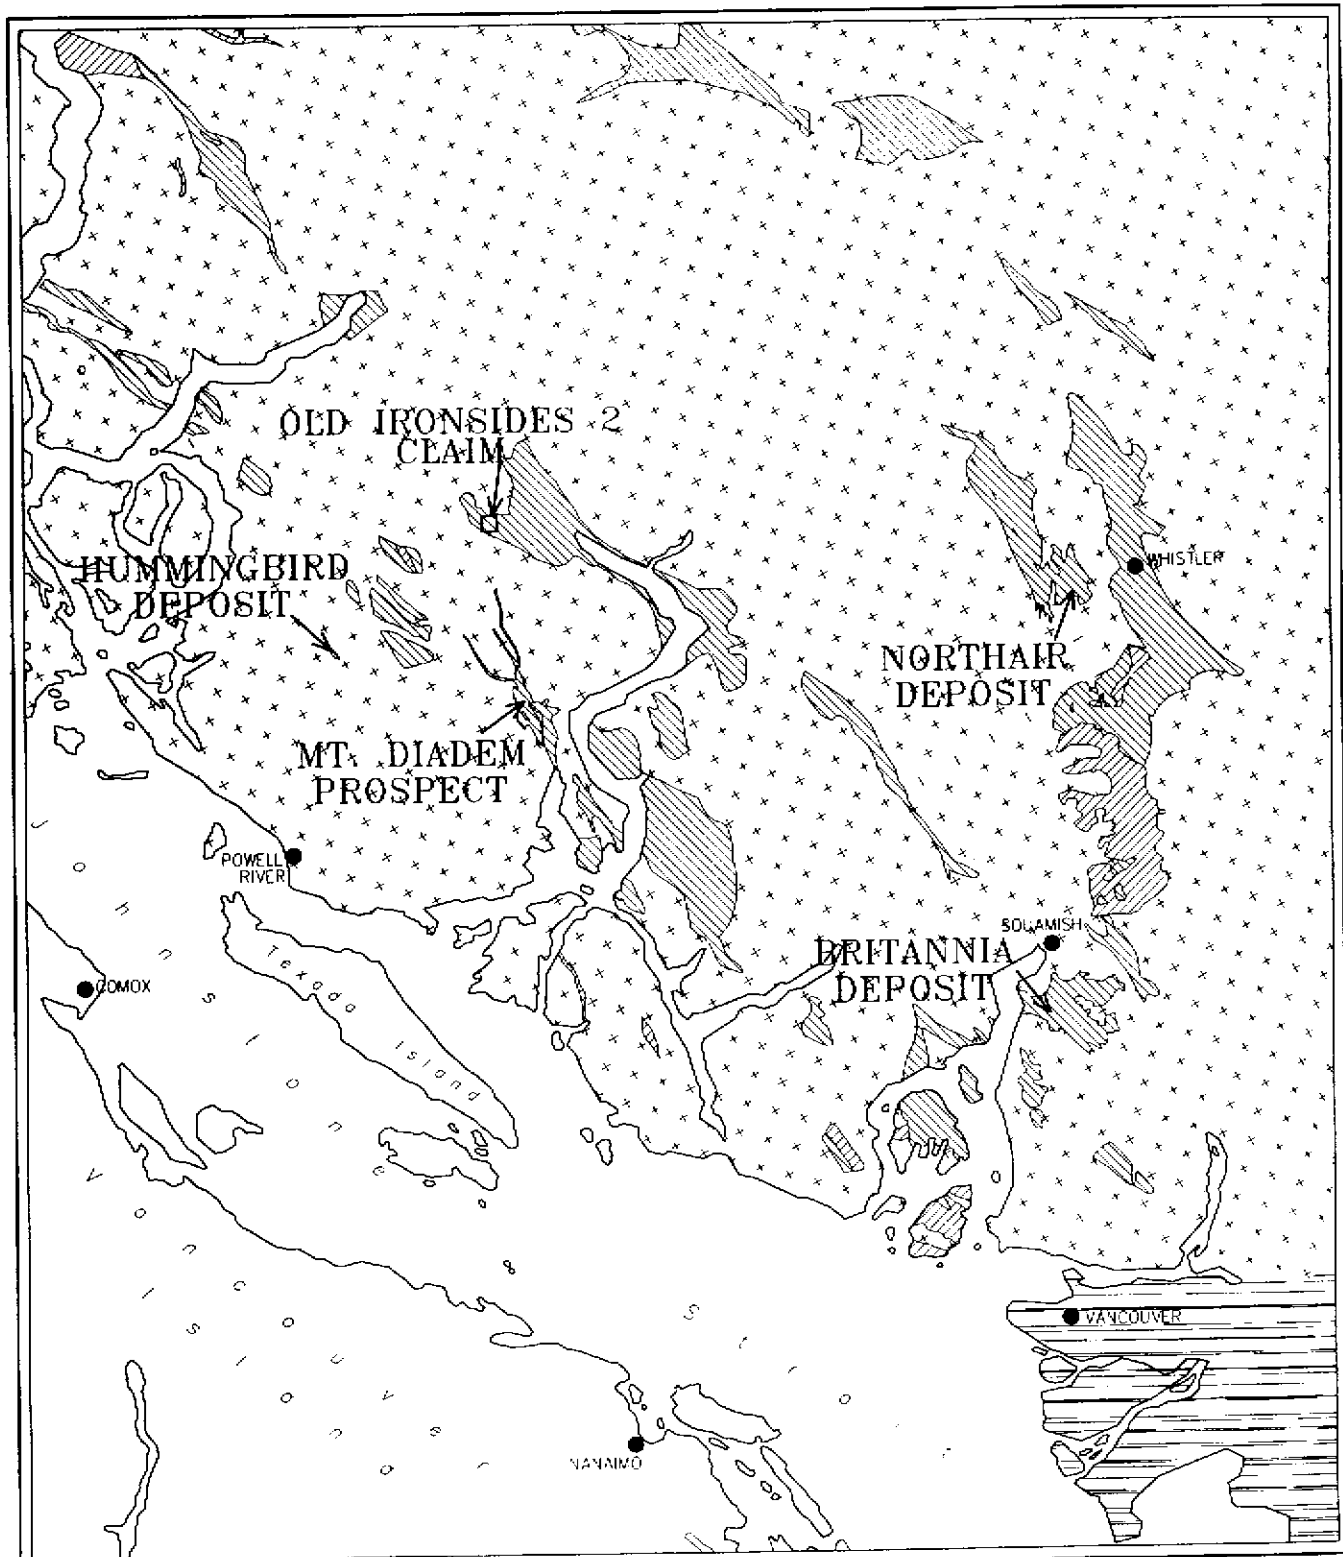 OLD IRONSIDES 2
CLAIM
HUMMINGBIRD
DEPOSIT
WHISTLER
NORTHAIR
DEPOSIT
MT. DIADEM
PROSPECT
POWELL
RIVER
SQUAMISH
BRITANNIA
DEPOSIT
Texada Island
COMOX
VANCOUVER
NANAIMO